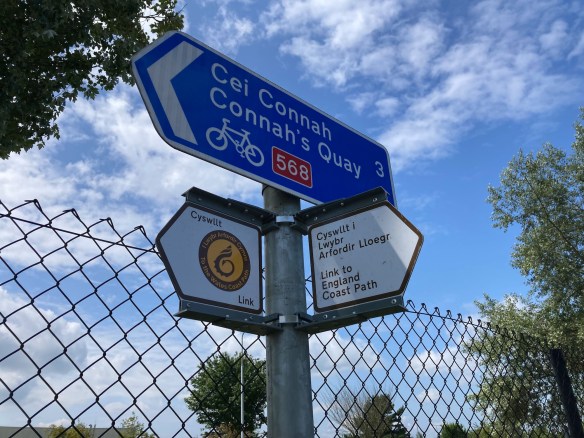 Cei Connah
Connah's Quay 3
568
Cyswllt
Link
Cyswllt i
Lwybr
Arfordir Lloegr
Link to
England
Coast Path